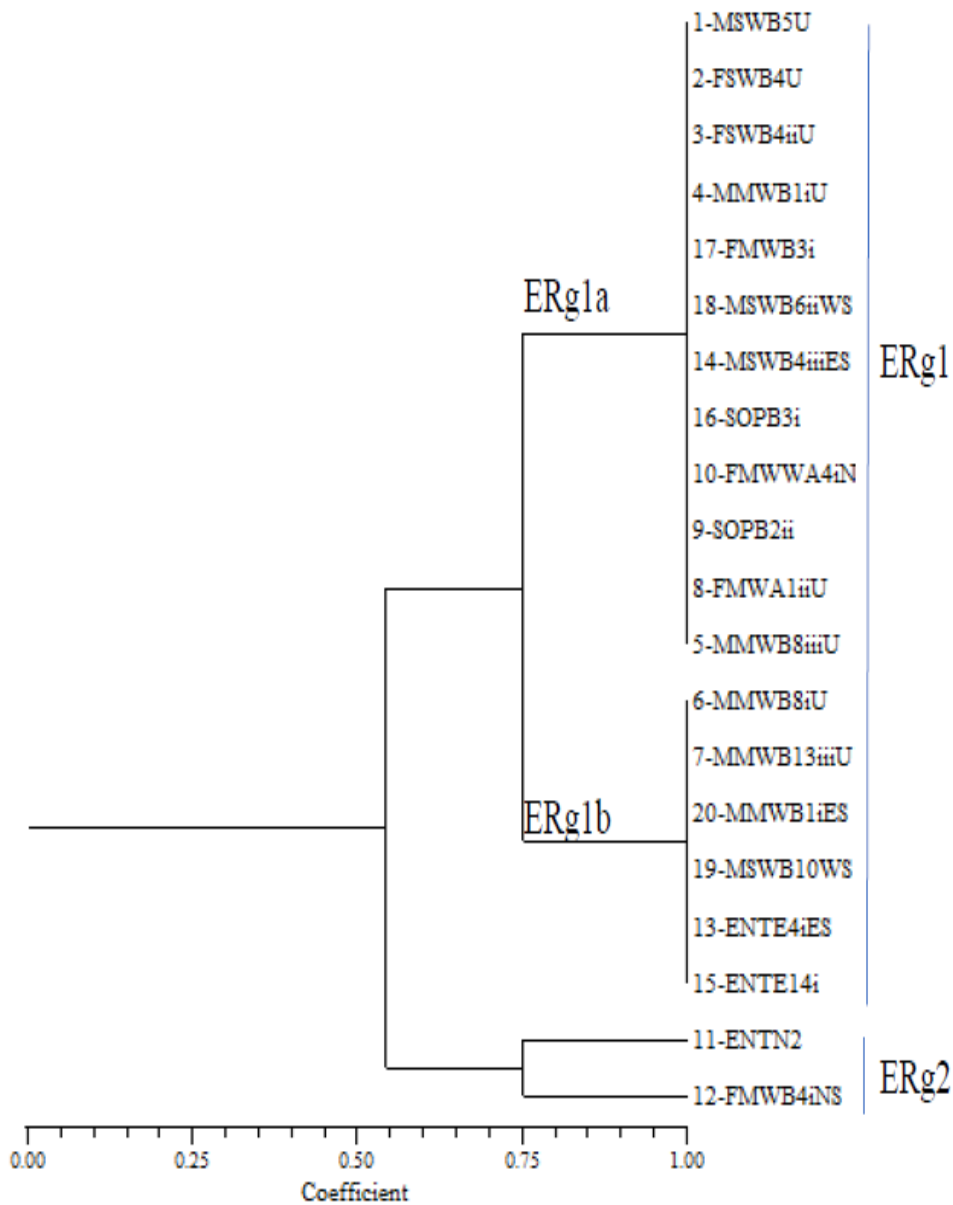 1-MSWB5U
2-FSWB4U
3-FSWB4iiU
4-MMWB1iU
17-FMWB3i
ERg1a
18-MSWB6iiWS
14-MSWB4iiiES
ERg1
16-SOPB3i
10-FMWWA4iN
9-SOPB2ii
8-FMWA1iiU
5-MMWB8iiiU
6-MMWB8iU
7-MMWB13iiiU
ERg1b
20-MMWB1iES
19-MSWB10WS
13-ENTE4iES
15-ENTE14i
11-ENTN2
ERg2
12-FMWB4iNS
0.00 0.25 0.50 0.75 1.00
Coefficient